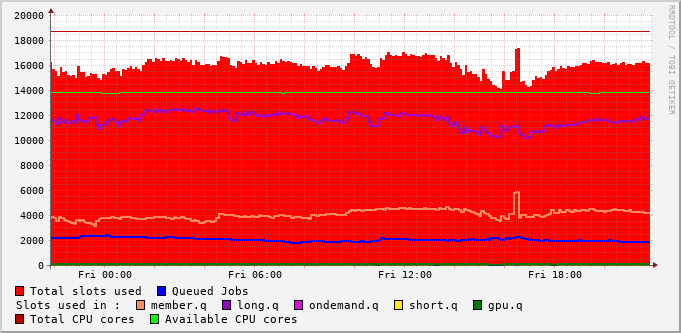 20000
18000
16000
14000
12000
10000
8000
6000
4000
2000
0
Fri 00:00 Fri 06:00 Fri 12:00 Fri 18:00
Total slots used Queued Jobs
Slots used in : member.q long.q ondemand.q short.q gpu.q
Total CPU cores Available CPU cores
RRDTOOL / TOBI OETIKER